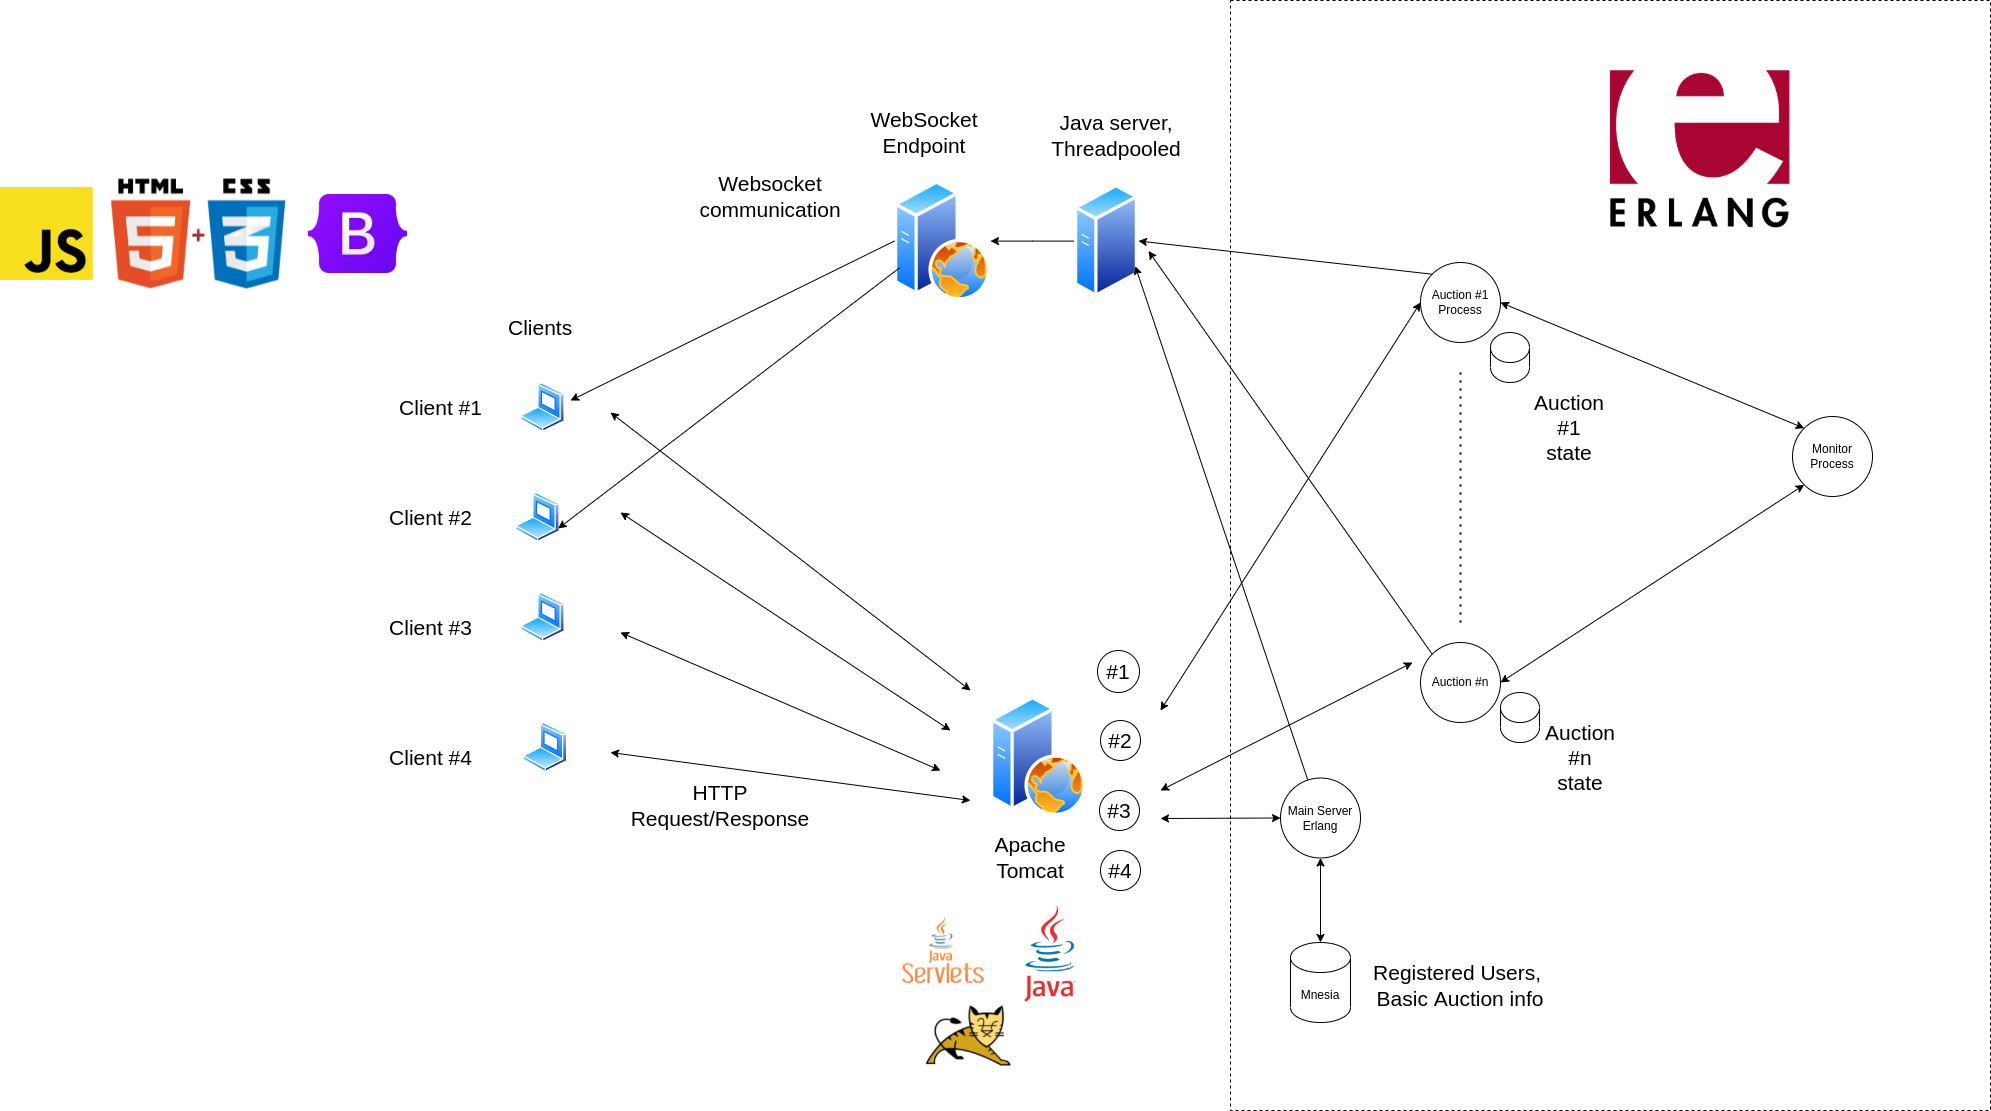 JS
HTML
5
+
CSS
3
B
Clients
Client #1
Client #2
Client #3
Client #4
Websocket
communication
WebSocket
Endpoint
Java server,
Threadpooled
HTTP
Request/Response
Apache
Tomcat
#1
#2
#3
#4
Java
Servlets
Java
e
ERLANG
Auction #1
Process
Auction
#1
state
Monitor
Process
Auction #n
Auction
#n
state
Main Server
Erlang
Mnesia
Registered Users,
Basic Auction info